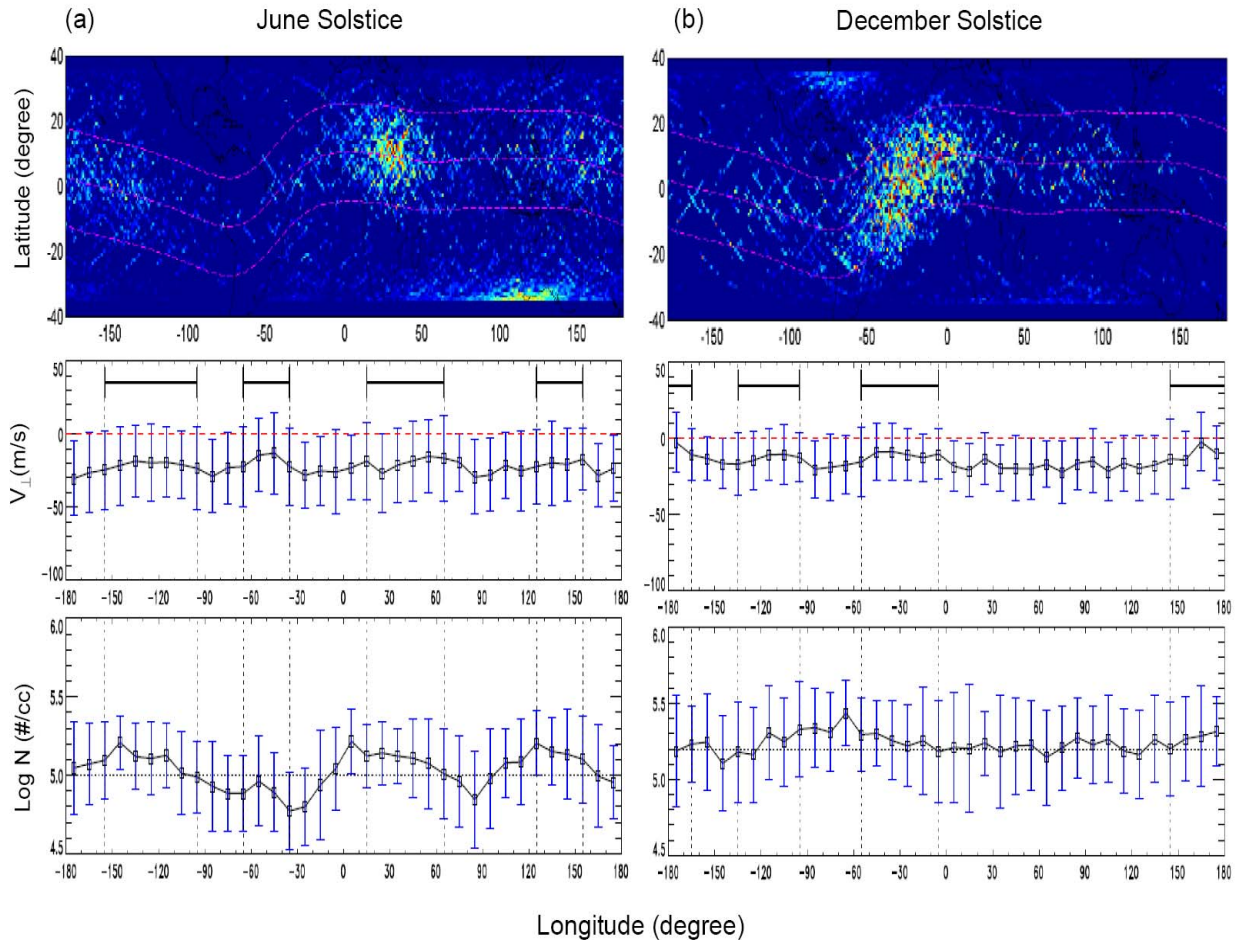 (a) June Solstice
(b) December Solstice
Latitude (degree)
40
20
0
-20
-40
-150 -100 -50 0 50 100 150
40
20
0
-20
-40
-150 -100 -50 0 50 100 150
V⊥ (m/s)
50
0
-50
-100
-180 -150 -120 -90 -60 -30 0 30 60 90 120 150 180
50
0
-50
-100
-180 -150 -120 -90 -60 -30 0 30 60 90 120 150 180
Log N (#/cc)
6.0
5.5
5.0
4.5
-180 -150 -120 -90 -60 -30 0 30 60 90 120 150 180
6.0
5.5
5.0
4.5
-180 -150 -120 -90 -60 -30 0 30 60 90 120 150 180
Longitude (degree)